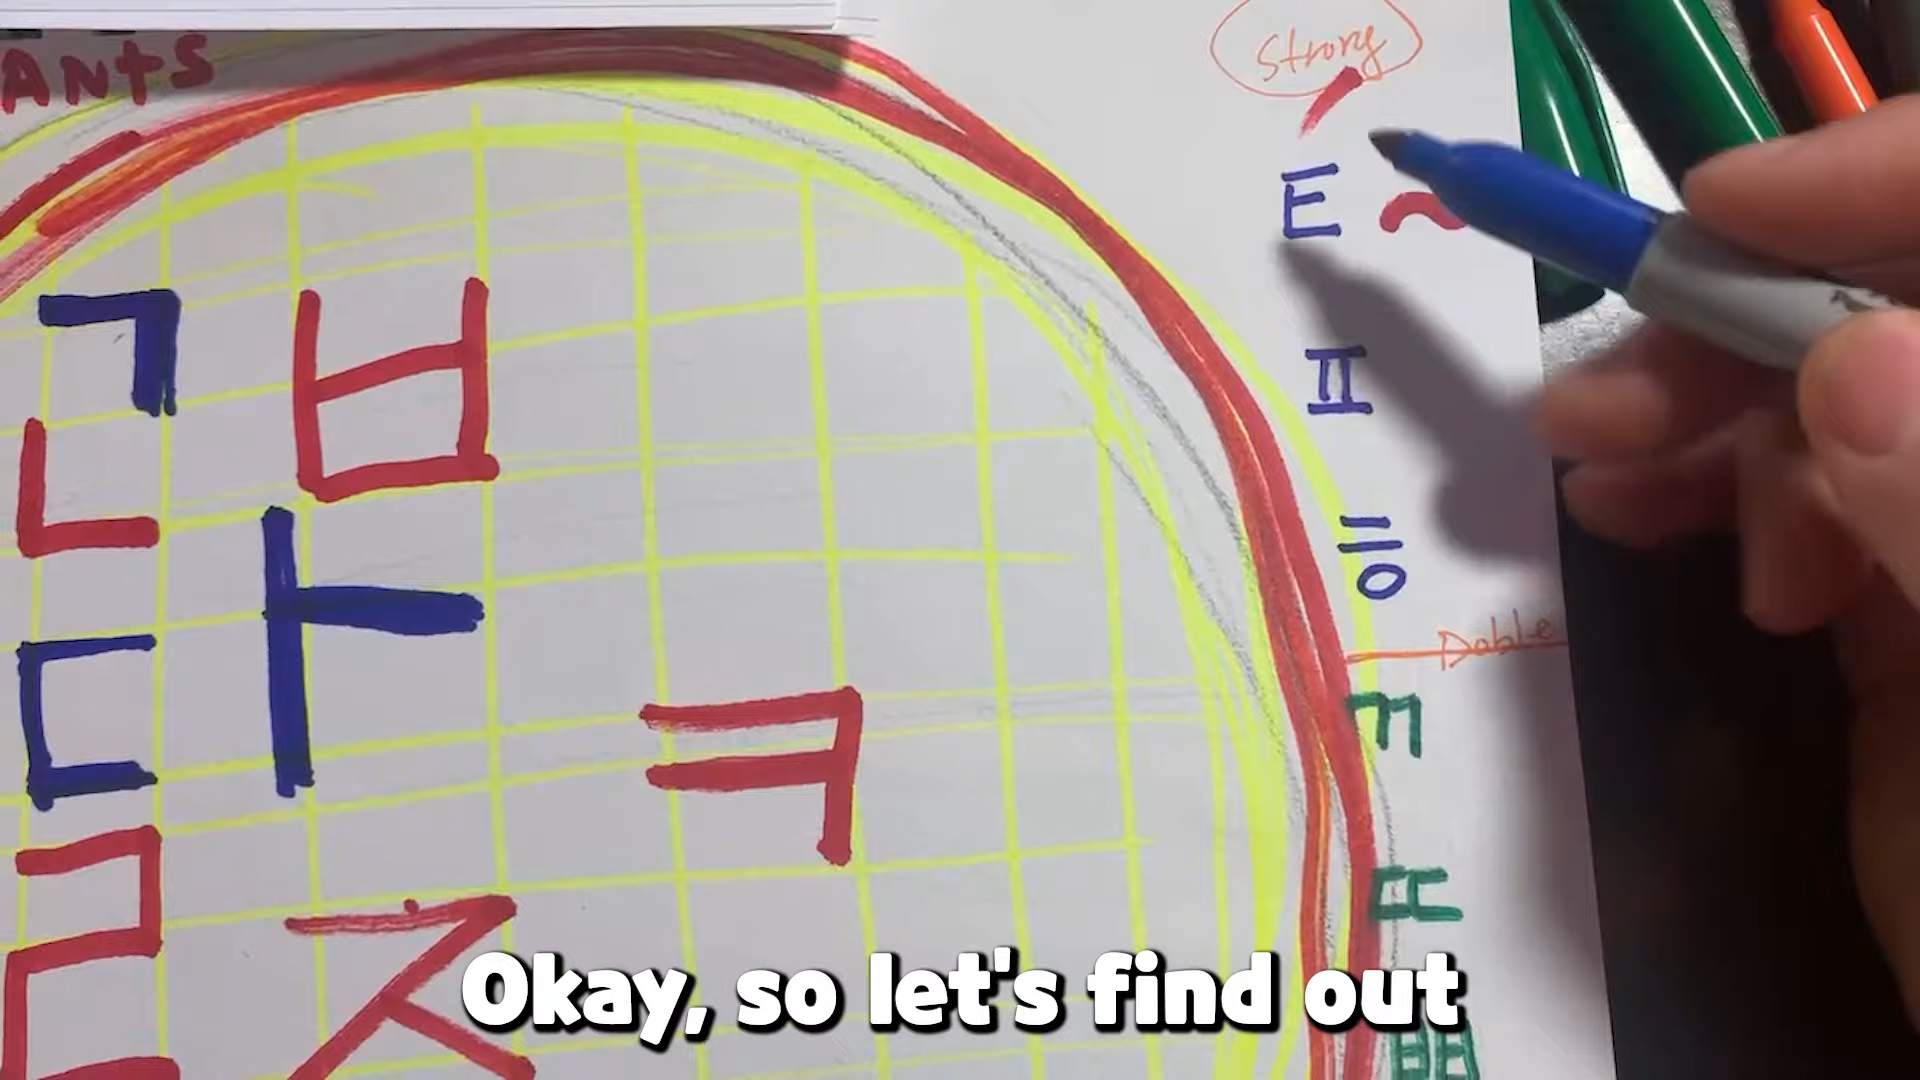 ANTS
Strong
ㅌ
ㄱ
ㅂ
ㅍ
ㄴ
ㅎ
ㅏ
Doble
ㄷ
ㅋ
ㄲ
ㄸ
ㄹ
ㅈ
Okay, so let's find out
ㅃ